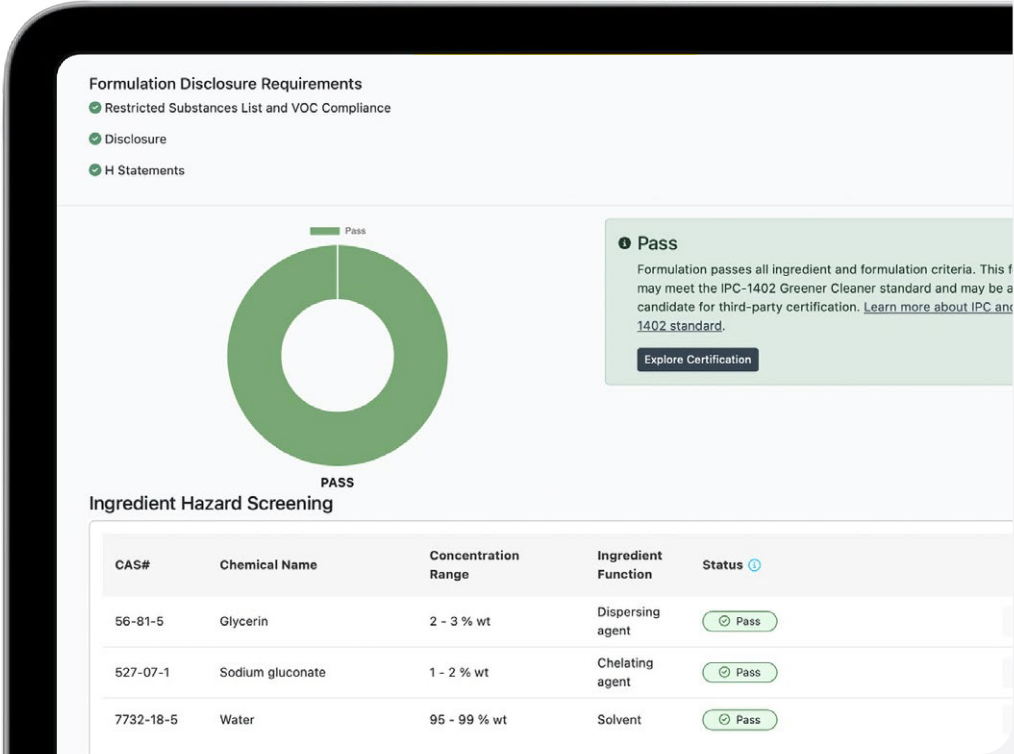 Formulation Disclosure Requirements
Restricted Substances List and VOC Compliance
Disclosure
H Statements
Pass
PASS
Pass
Formulation passes all ingredient and formulation criteria. This
may meet the IPC-1402 Greener Cleaner standard and may be a
candidate for third-party certification. Learn more about IPC and
1402 standard.
Explore Certification
Ingredient Hazard Screening
CAS# Chemical Name Concentration Range Ingredient Function Status
56-81-5 Glycerin 2 - 3 % wt Dispersing agent Pass
527-07-1 Sodium gluconate 1 - 2 % wt Chelating agent Pass
7732-18-5 Water 95 - 99 % wt Solvent Pass